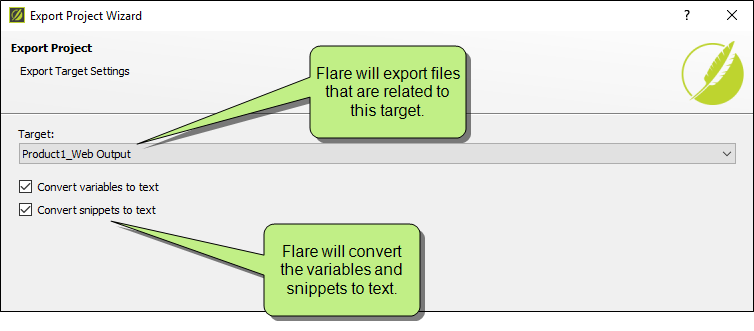 Export Project Wizard
?
Export Project
Export Target Settings
Flare will export files
that are related to
this target.
Target:
Product1_Web Output
Convert variables to text
Convert snippets to text
Flare will convert
the variables and
snippets to text.